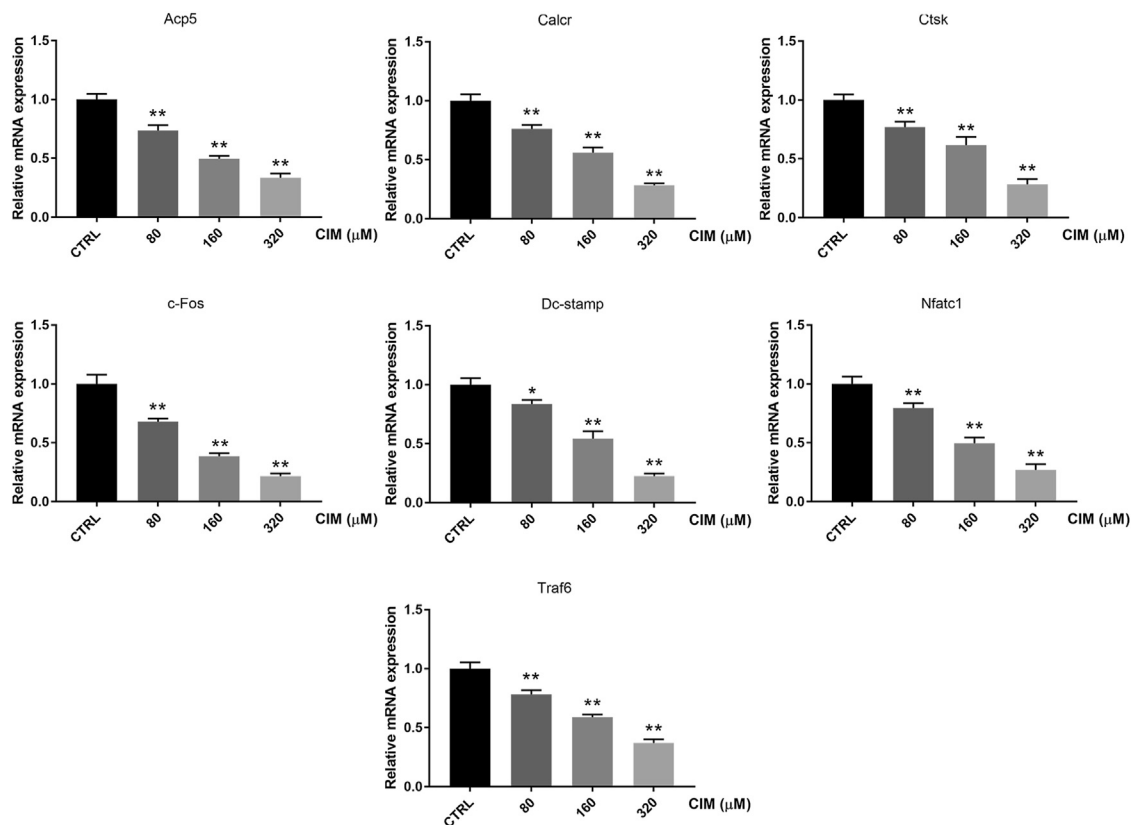 Acp5
Relative mRNA expression
1.5
1.0
0.5
0.0
**
**
**
CTRL
80
160
320
CIM (μM)
Calcr
Relative mRNA expression
1.5
1.0
0.5
0.0
**
**
**
CTRL
80
160
320
CIM (μM)
Ctsk
Relative mRNA expression
1.5
1.0
0.5
0.0
**
**
**
CTRL
80
160
320
CIM (μM)
c-Fos
Relative mRNA expression
1.5
1.0
0.5
0.0
**
**
**
CTRL
80
160
320
CIM (μM)
Dc-stamp
Relative mRNA expression
1.5
1.0
0.5
0.0
*
**
**
CTRL
80
160
320
CIM (μM)
Nfatc1
Relative mRNA expression
1.5
1.0
0.5
0.0
**
**
**
CTRL
80
160
320
CIM (μM)
Traf6
Relative mRNA expression
1.5
1.0
0.5
0.0
**
**
**
CTRL
80
160
320
CIM (μM)